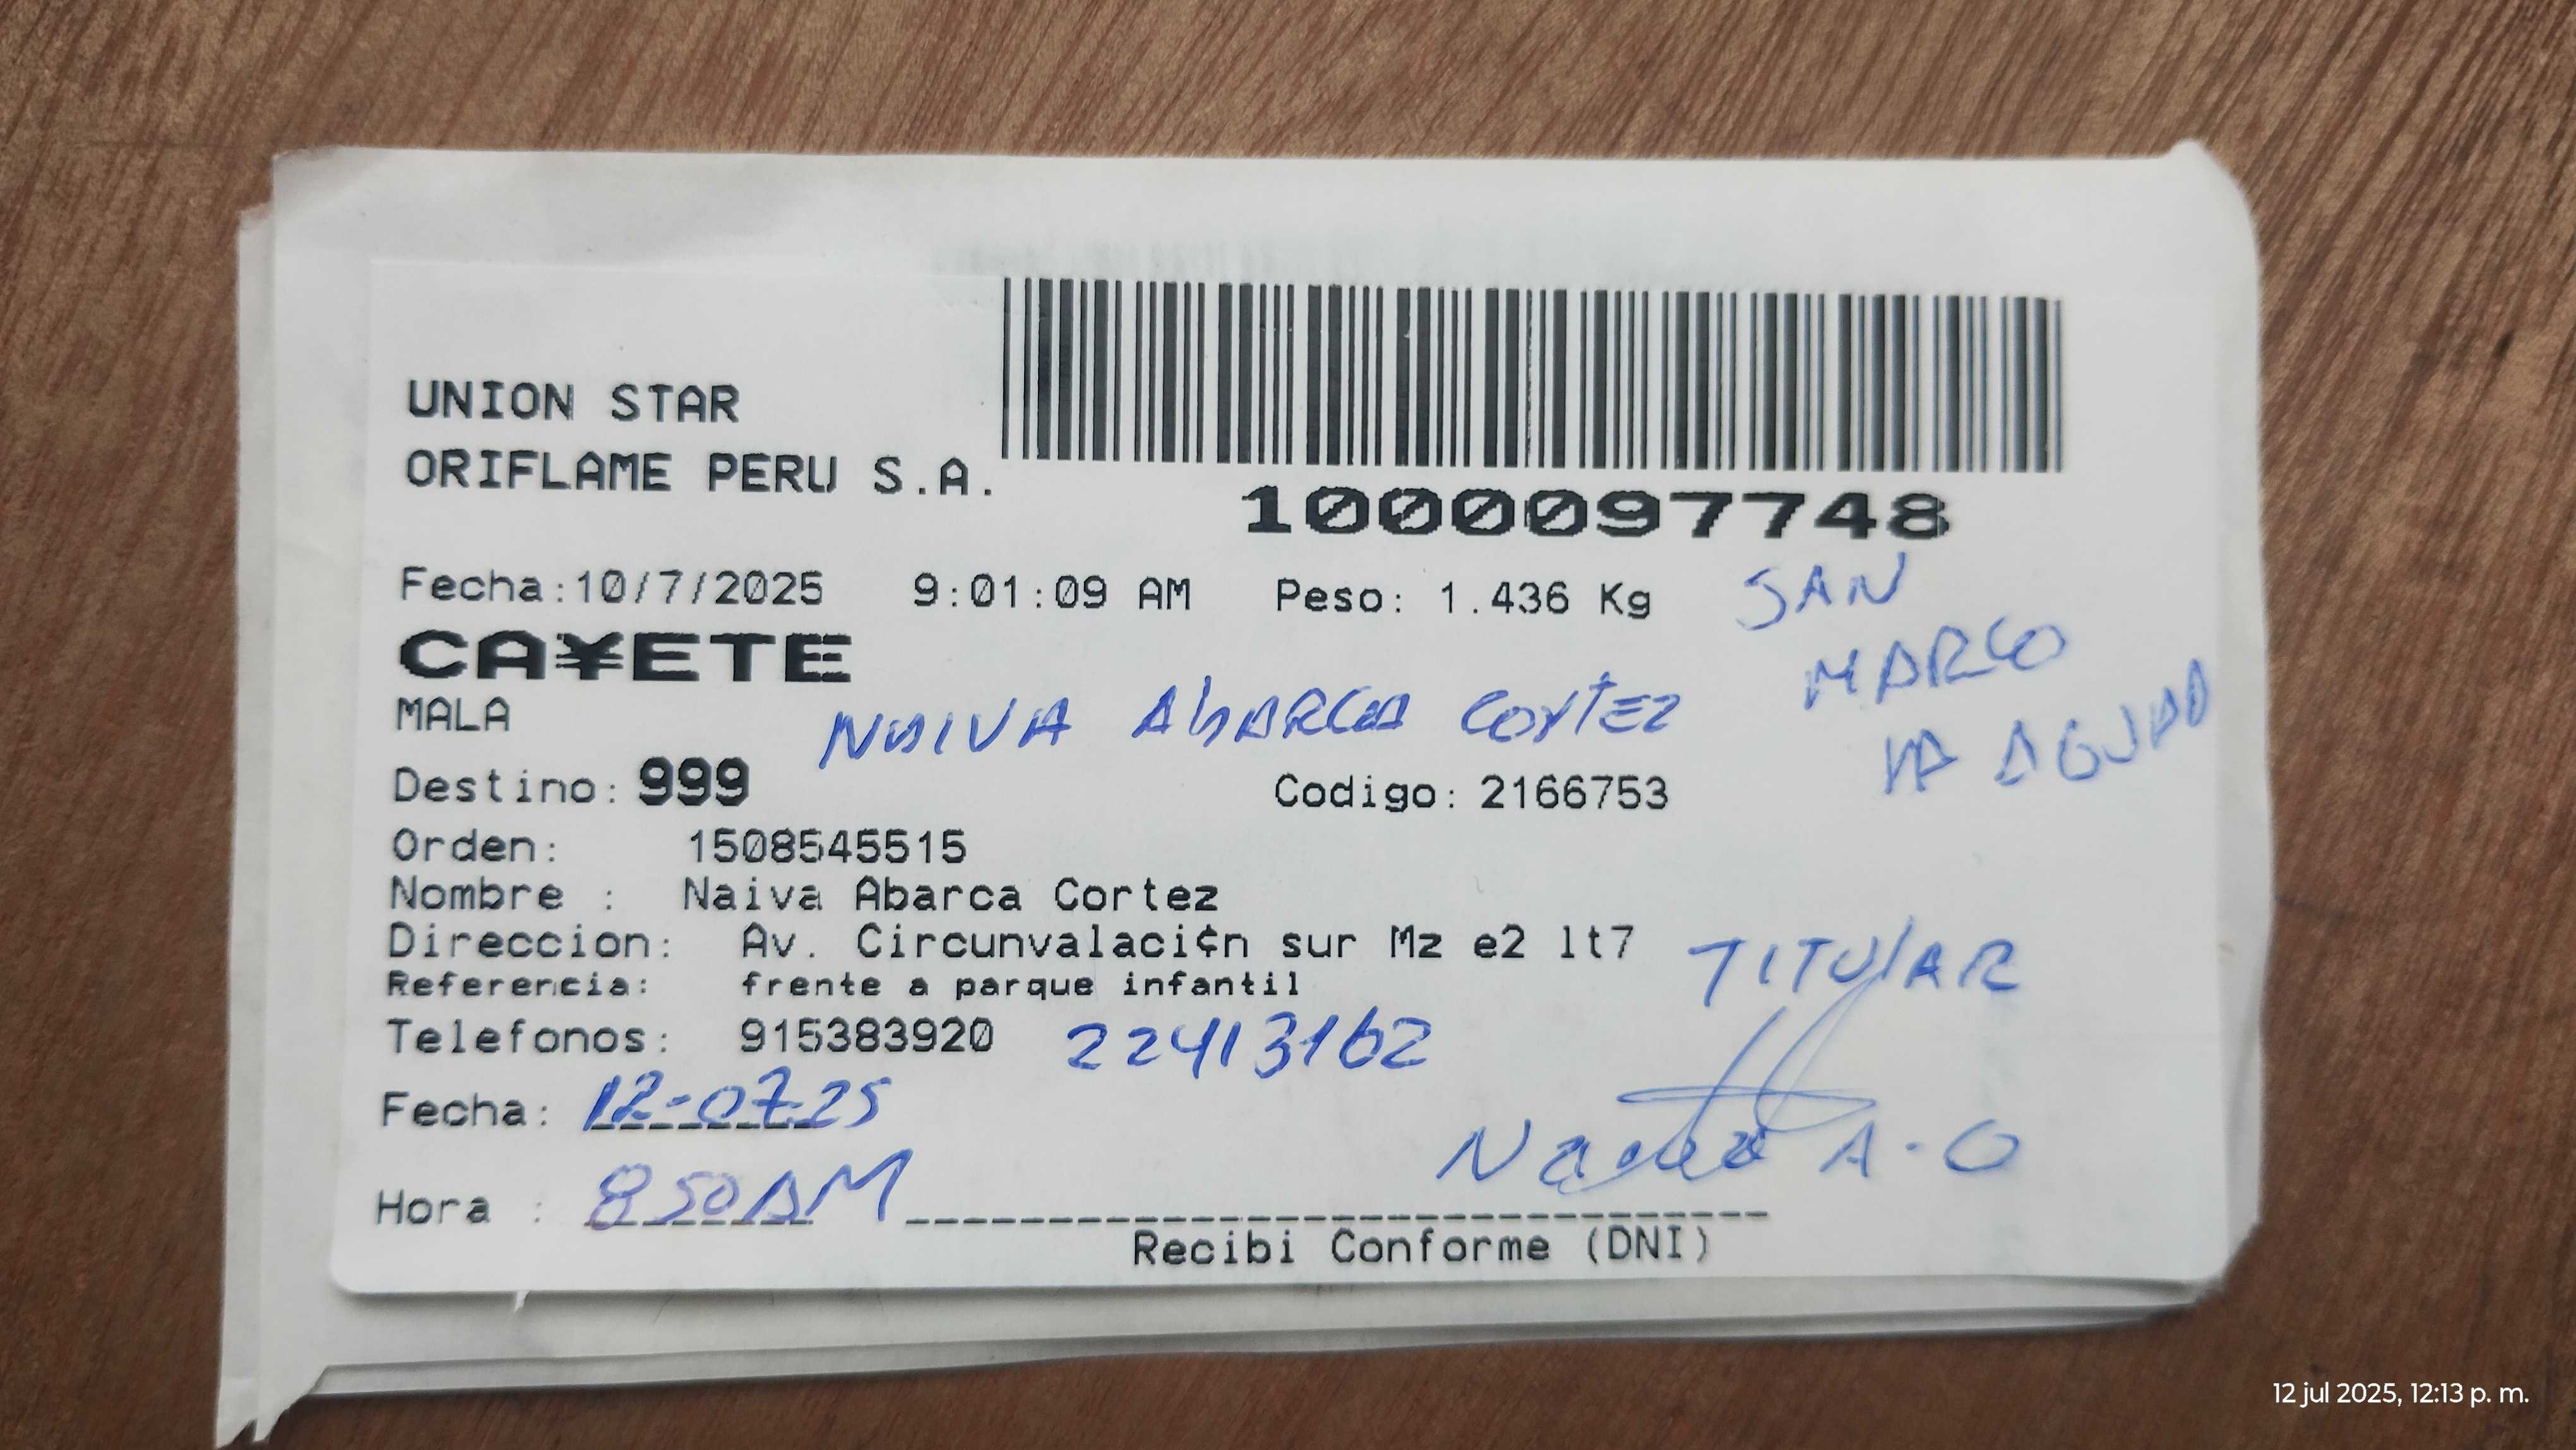 UNION STAR
ORIFLAME PERU S.A.
1000097748
Fecha:10/7/2025 9:01:09 AM Peso: 1.436 Kg
SAN
MARCO
CA¥ETE
MALA
NAIVA AbARCA CORTEZ
LA AGUADA
Destino: 999 Codigo: 2166753
Orden: 1508545515
Nombre : Naiva Abarca Cortez
Direccion: Av. Circunvalaci¢n sur Mz e2 lt7
TITULAR
Referencia: frente a parque infantil
Telefonos: 915383920 22413162
Fecha: 12-07-25
Hora : 8 50 AM
Recibi Conforme (DNI)
12 jul 2025, 12:13 p. m.